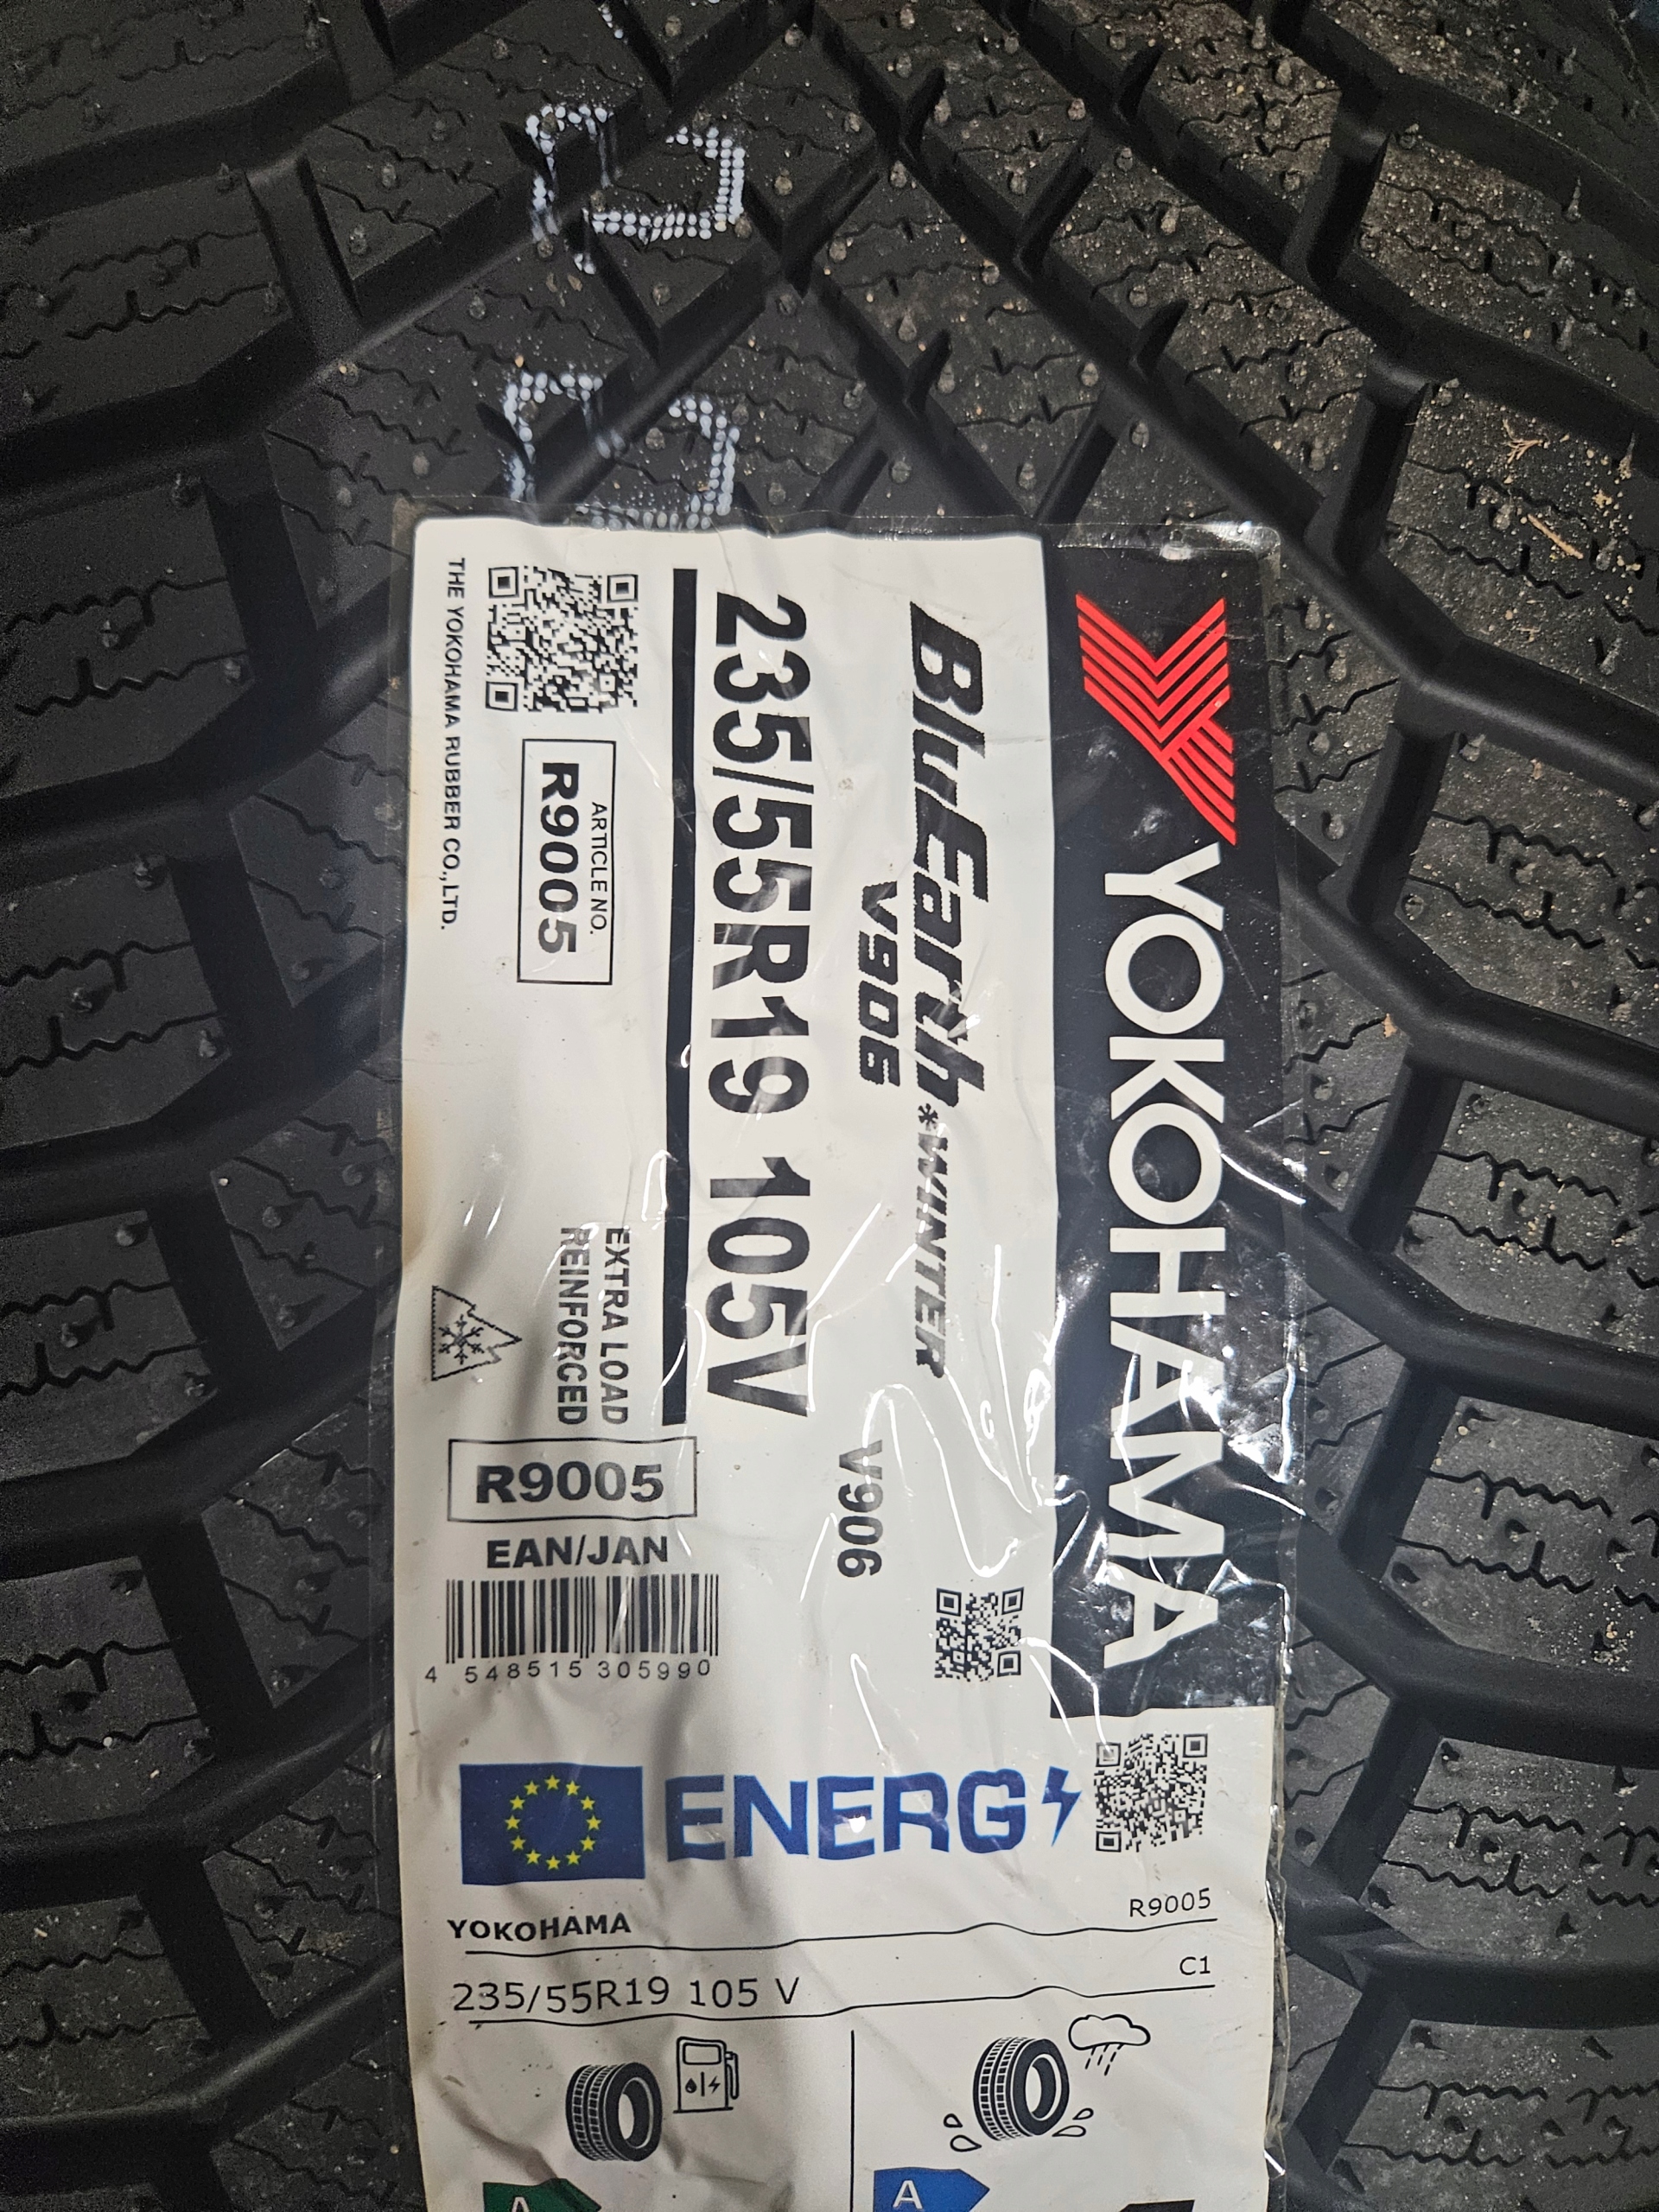 YOKOHAMA
BluEarth*WINTER
V906
V906
235/55R19 105V
EXTRA LOAD
REINFORCED
ARTICLE NO.
R9005
THE YOKOHAMA RUBBER CO.,LTD.
R9005
EAN/JAN
4 548515 305990
ENERG
YOKOHAMA
R9005
235/55R19 105 V
C1
A
A